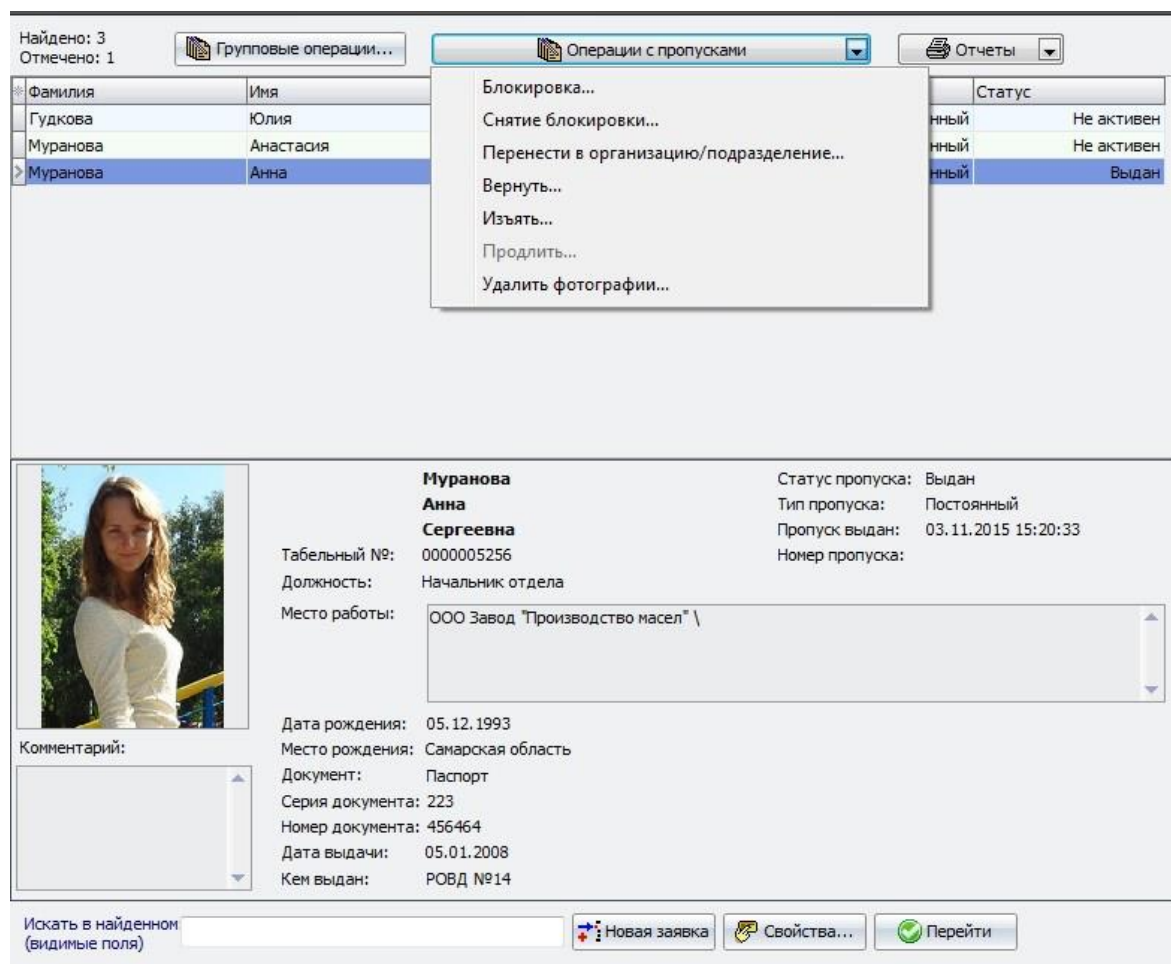 Найдено: 3
Отмечено: 1
Групповые операции...
Операции с пропусками
Отчеты
Фамилия Имя Статус
Гудкова Юлия нный Не активен
Муранова Анастасия нный Не активен
Муранова Анна нный Выдан
Блокировка...
Снятие блокировки...
Перенести в организацию/подразделение...
Вернуть...
Изъять...
Продлить...
Удалить фотографии...
Муранова Статус пропуска: Выдан
Анна Тип пропуска: Постоянный
Сергеевна Пропуск выдан: 03.11.2015 15:20:33
Табельный №: 0000005256 Номер пропуска:
Должность: Начальник отдела
Место работы: ООО Завод "Производство масел" \
Дата рождения: 05.12.1993
Комментарий: Место рождения: Самарская область
Документ: Паспорт
Серия документа: 223
Номер документа: 456464
Дата выдачи: 05.01.2008
Кем выдан: РОВД №14
Искать в найденном
(видимые поля)
Новая заявка Свойства... Перейти